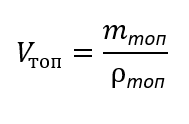 V_топ = m_топ / ρ_топ